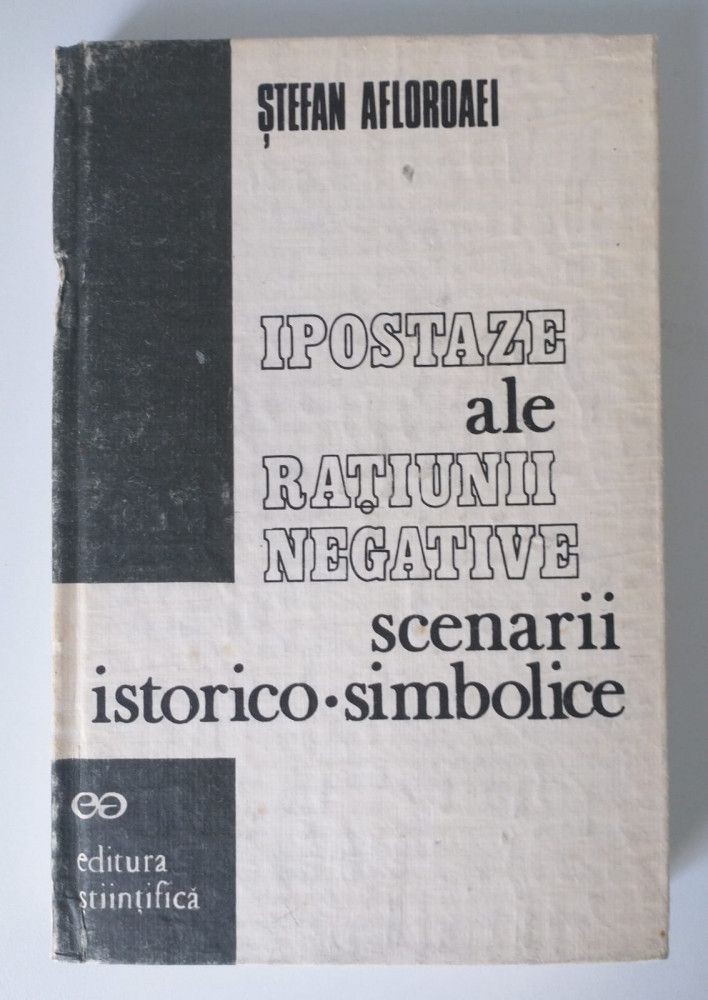 ȘTEFAN AFLOROAEI
IPOSTAZE
ale
RAȚIUNII
NEGATIVE
scenarii
istorico·simbolice
editura
științifică